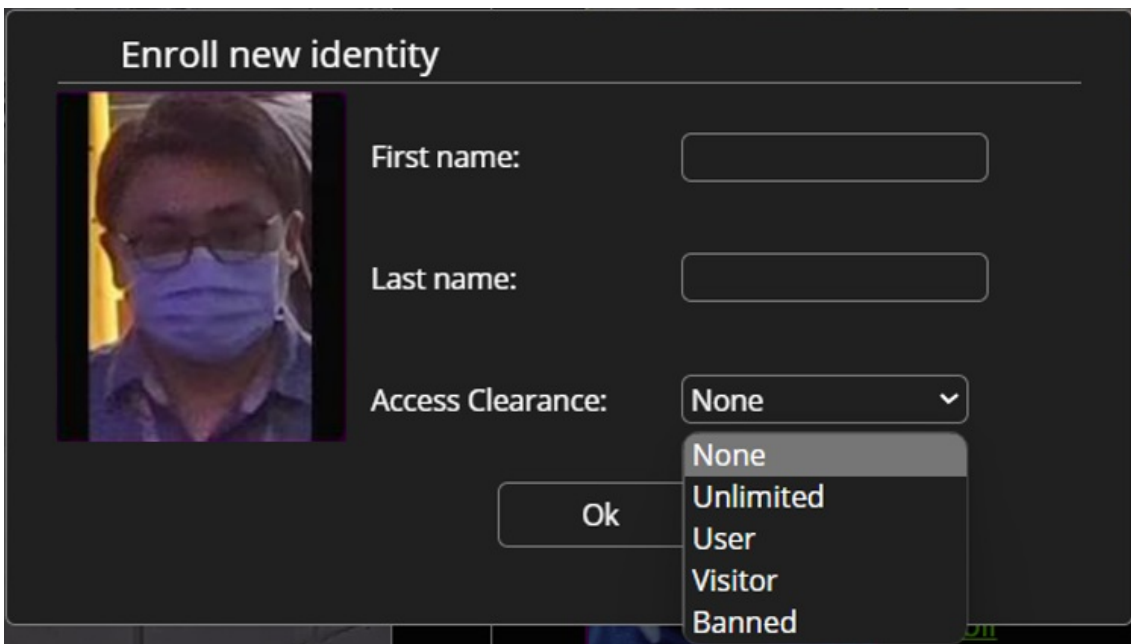 Enroll new identity
First name:
Last name:
Access Clearance: None
None
Unlimited
Ok
User
Visitor
Banned